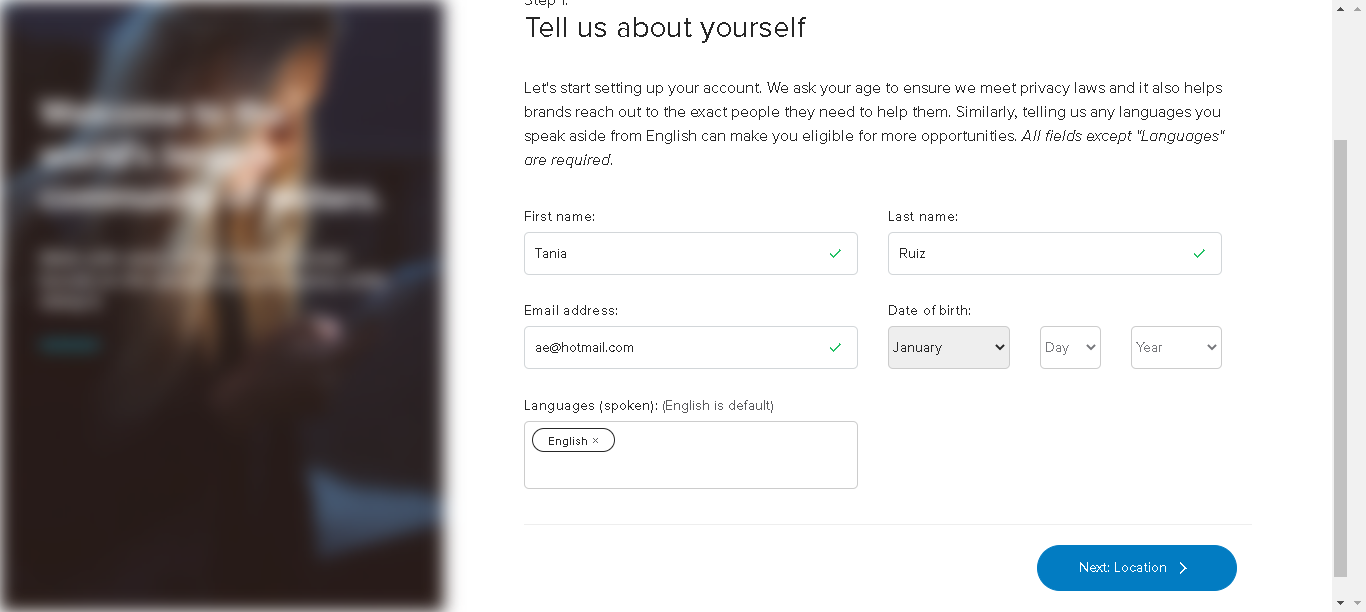 Step 1:
Tell us about yourself
Let's start setting up your account. We ask your age to ensure we meet privacy laws and it also helps
brands reach out to the exact people they need to help them. Similarly, telling us any languages you
speak aside from English can make you eligible for more opportunities. All fields except "Languages"
are required.
First name:
Last name:
Tania
Ruiz
Email address:
Date of birth:
ae@hotmail.com
January
Day
Year
Languages (spoken): (English is default)
English ×
Next: Location